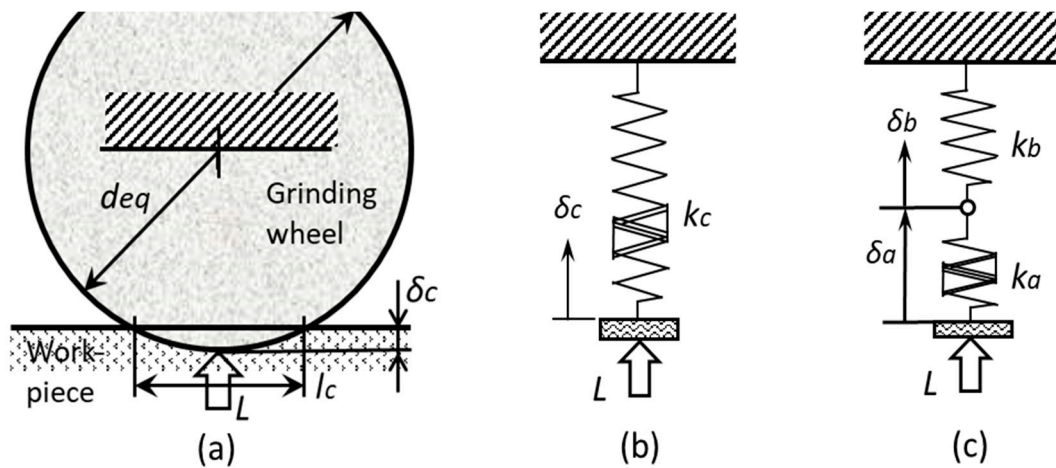 deq
Grinding
wheel
δc
Work-
piece
lc
L
(a)
δc
kc
L
(b)
δb
kb
δa
ka
L
(c)